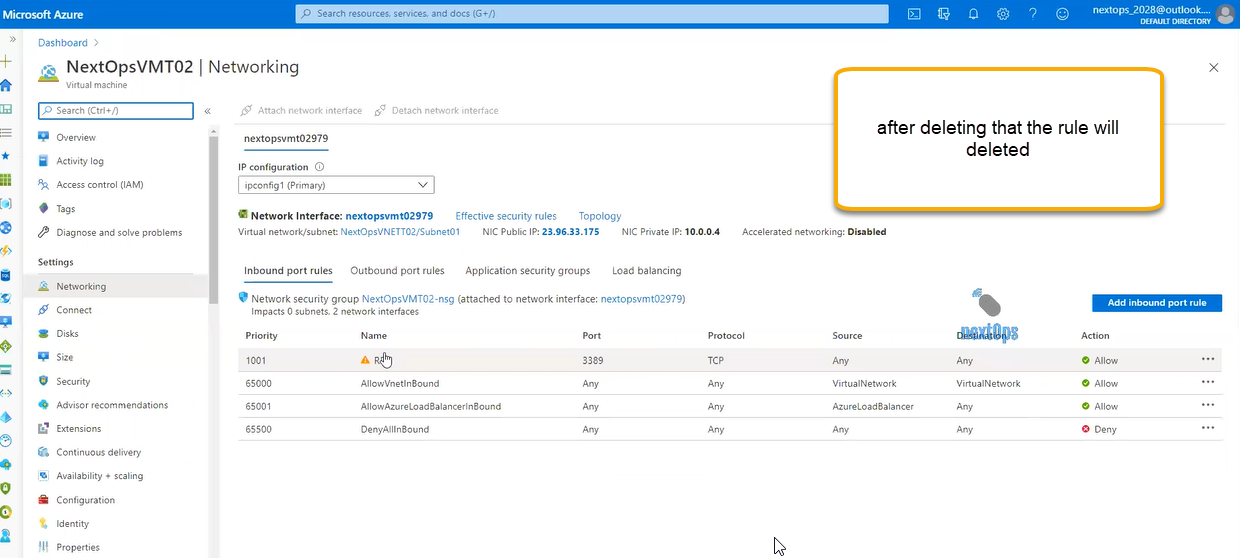 Microsoft Azure
Search resources, services, and docs (G+/)
nextops_2028@outlook....
DEFAULT DIRECTORY
Dashboard
NextOpsVMT02 | Networking
Virtual machine
Search (Ctrl+/)
Attach network interface
Detach network interface
after deleting that the rule will
deleted
Overview
Activity log
Access control (IAM)
Tags
Diagnose and solve problems
Settings
Networking
Connect
Disks
Size
Security
Advisor recommendations
Extensions
Continuous delivery
Availability + scaling
Configuration
Identity
Properties
nextopsvmt02979
IP configuration
ipconfig1 (Primary)
Network Interface: nextopsvmt02979 Effective security rules Topology
Virtual network/subnet: NextOpsVNETT02/Subnet01 NIC Public IP: 23.96.33.175 NIC Private IP: 10.0.0.4 Accelerated networking: Disabled
Inbound port rules Outbound port rules Application security groups Load balancing
Network security group NextOpsVMT02-nsg (attached to network interface: nextopsvmt02979)
Impacts 0 subnets, 2 network interfaces
Add inbound port rule
nextOps
Priority Name Port Protocol Source Destination Action
1001 3389 TCP Any Any Allow
65000 AllowVnetInBound Any Any VirtualNetwork VirtualNetwork Allow
65001 AllowAzureLoadBalancerInBound Any Any AzureLoadBalancer Any Allow
65500 DenyAllInBound Any Any Any Any Deny